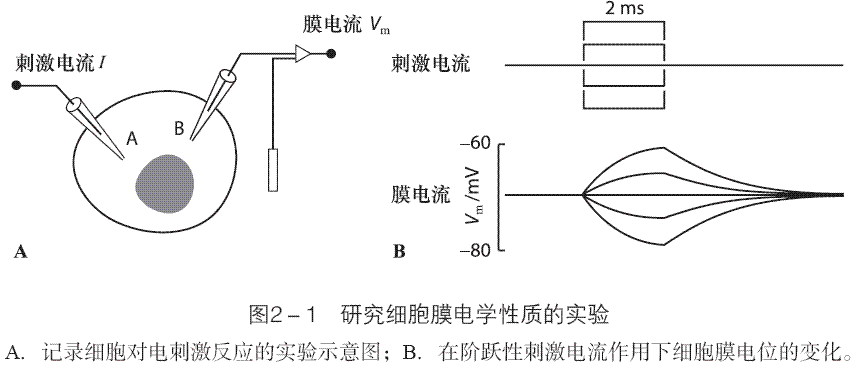 膜电流 Vm
刺激电流 I
A
B
A
2 ms
刺激电流
膜电流
Vm/mV
−60
−80
B
图2－1 研究细胞膜电学性质的实验
A. 记录细胞对电刺激反应的实验示意图；B. 在阶跃性刺激电流作用下细胞膜电位的变化。